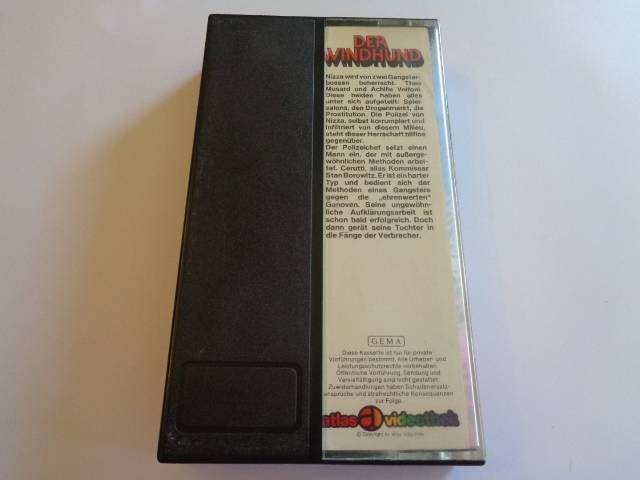 DER
WINDHUND
Nizza wird von zwei Gangster-
bossen beherrscht. Theo
Musard und Achille Volfoni.
Diese beiden haben alles
unter sich aufgeteilt: Spiel-
salons, den Drogenmarkt, die
Prostitution. Die Polizei von
Nizza, selbst korrumpiert und
infiltriert von diesem Milieu,
steht dieser Herrschaft hilflos
gegenüber.
Der Polizeichef setzt einen
Mann ein, der mit außerge-
wöhnlichen Methoden arbei-
tet. Cerutti, alias Kommissar
Stan Borowitz. Er ist ein harter
Typ und bedient sich der
Methoden eines Gangsters
gegen die „ehrenwerten"
Ganoven. Seine ungewöhn-
liche Aufklärungsarbeit ist
schon bald erfolgreich. Doch
dann gerät seine Tochter in
die Fänge der Verbrecher.
GEMA
Diese Kassette ist nur für private
Vorführungen bestimmt. Alle Urheber- und
Leistungsschutzrechte vorbehalten.
Öffentliche Vorführung, Sendung und
Vervielfältigung sind nicht gestattet.
Zuwiderhandlungen haben Schadenersatz-
ansprüche und strafrechtliche Konsequenzen
zur Folge.
atlas a videothek
© Copyright by atlas videothek